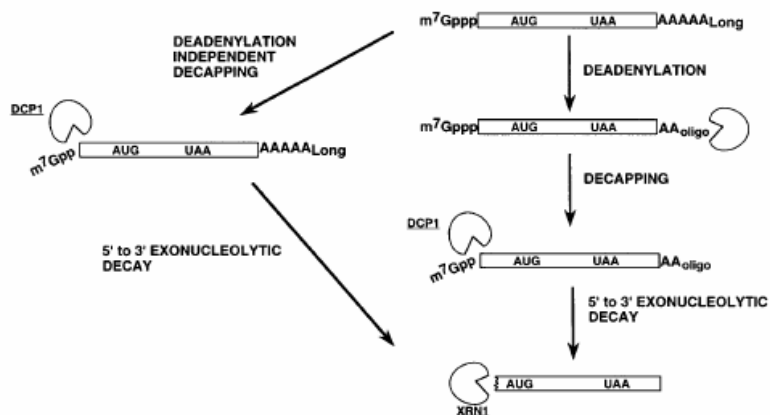 m7Gppp AUG UAA AAAAALong
DEADENYLATION
INDEPENDENT
DECAPPING
DEADENYLATION
DCP1
m7Gpp AUG UAA AAAAALong
m7Gppp AUG UAA AAoligo
DECAPPING
DCP1
m7Gpp AUG UAA AAoligo
5' to 3' EXONUCLEOLYTIC
DECAY
5' to 3' EXONUCLEOLYTIC
DECAY
AUG UAA
XRN1